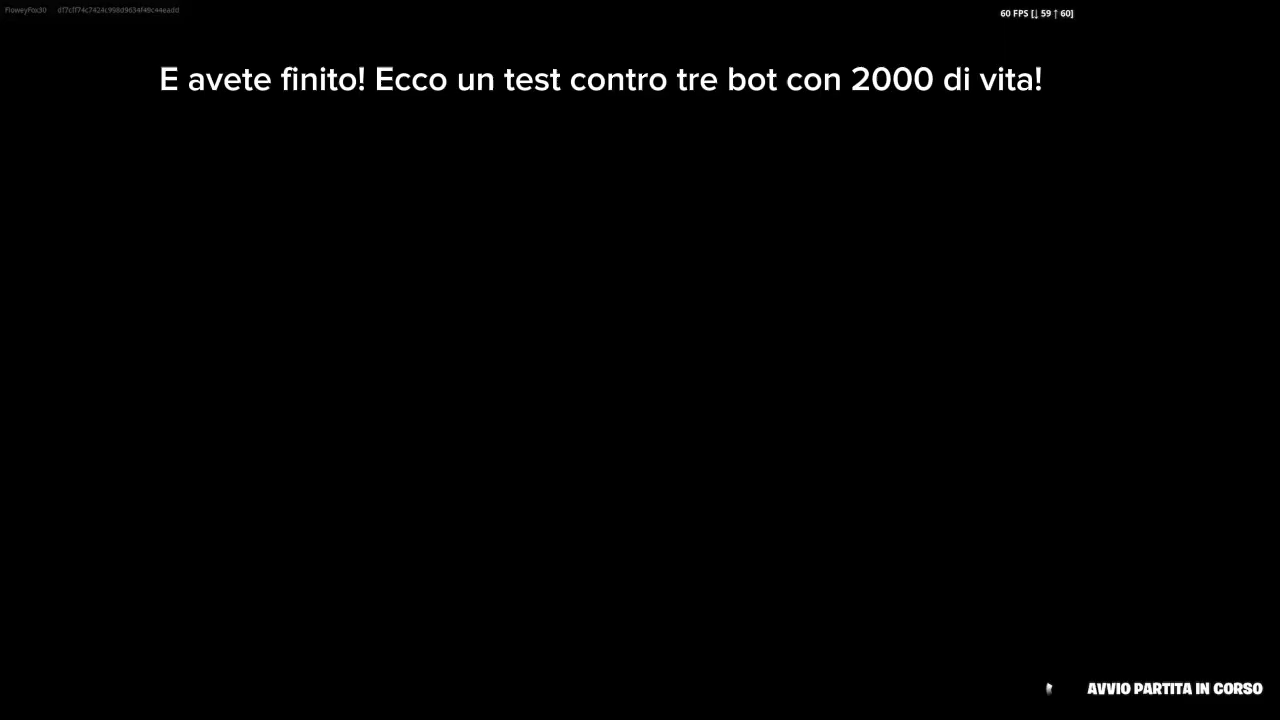 FloweyFox30
60 FPS [↓ 59 ↑ 60]
E avete finito! Ecco un test contro tre bot con 2000 di vita!
AVVIO PARTITA IN CORSO